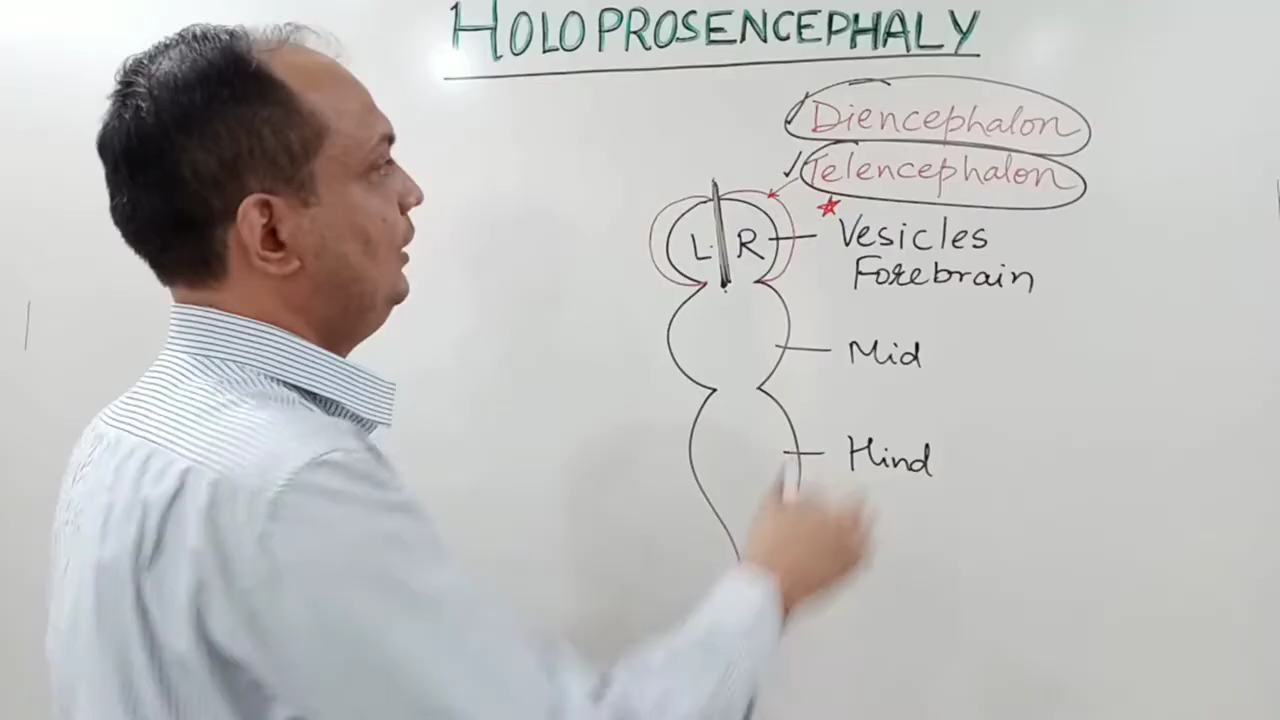 HOLOPROSENCEPHALY
Diencephalon
Telencephalon
L R
Vesicles
Forebrain
Mid
Hind